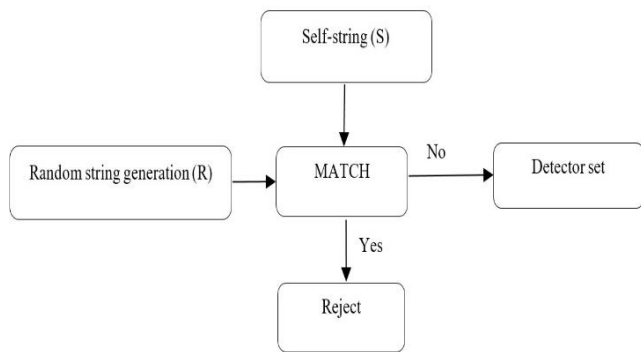 Self-string (S)
Random string generation (R)
MATCH
No
Detector set
Yes
Reject